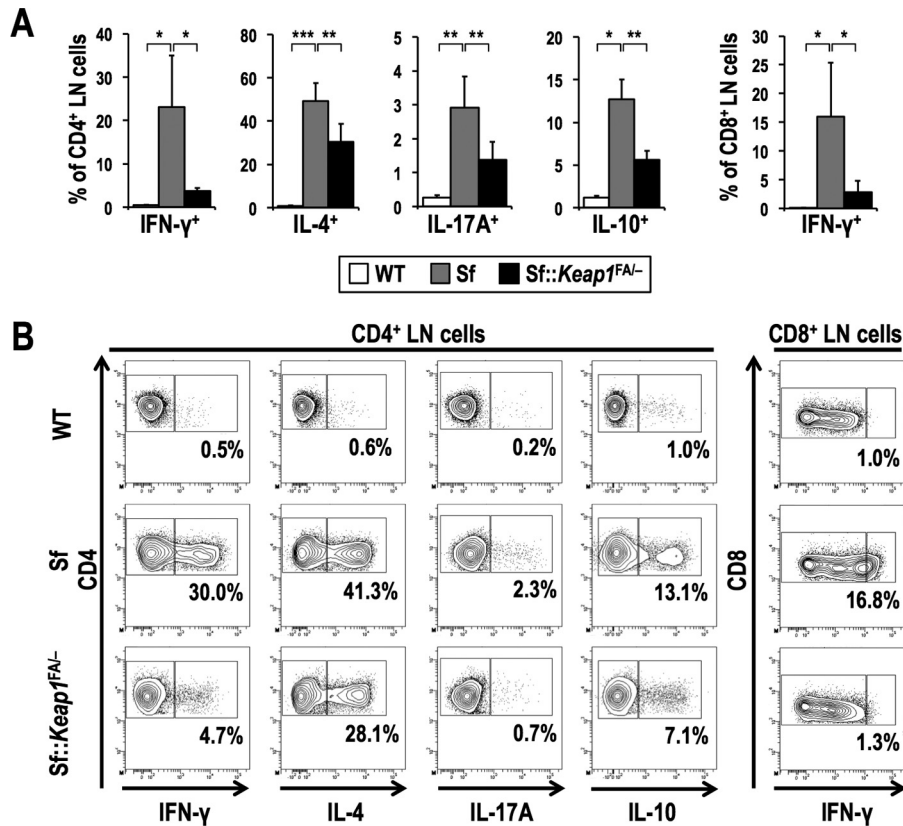 A
* * *** ** ** ** * ** * *
% of CD4⁺ LN cells
40 30 20 10 0
IFN-γ⁺
80 60 40 20 0
IL-4⁺
5 4 3 2 1 0
IL-17A⁺
20 15 10 5 0
IL-10⁺
% of CD8⁺ LN cells
30 25 20 15 10 5 0
IFN-γ⁺
WT Sf Sf::Keap1^FA/–
B
CD4⁺ LN cells CD8⁺ LN cells
WT
0.5% 0.6% 0.2% 1.0% 1.0%
Sf
CD4
CD8
30.0% 41.3% 2.3% 13.1% 16.8%
Sf::Keap1^FA/–
4.7% 28.1% 0.7% 7.1% 1.3%
IFN-γ IL-4 IL-17A IL-10 IFN-γ